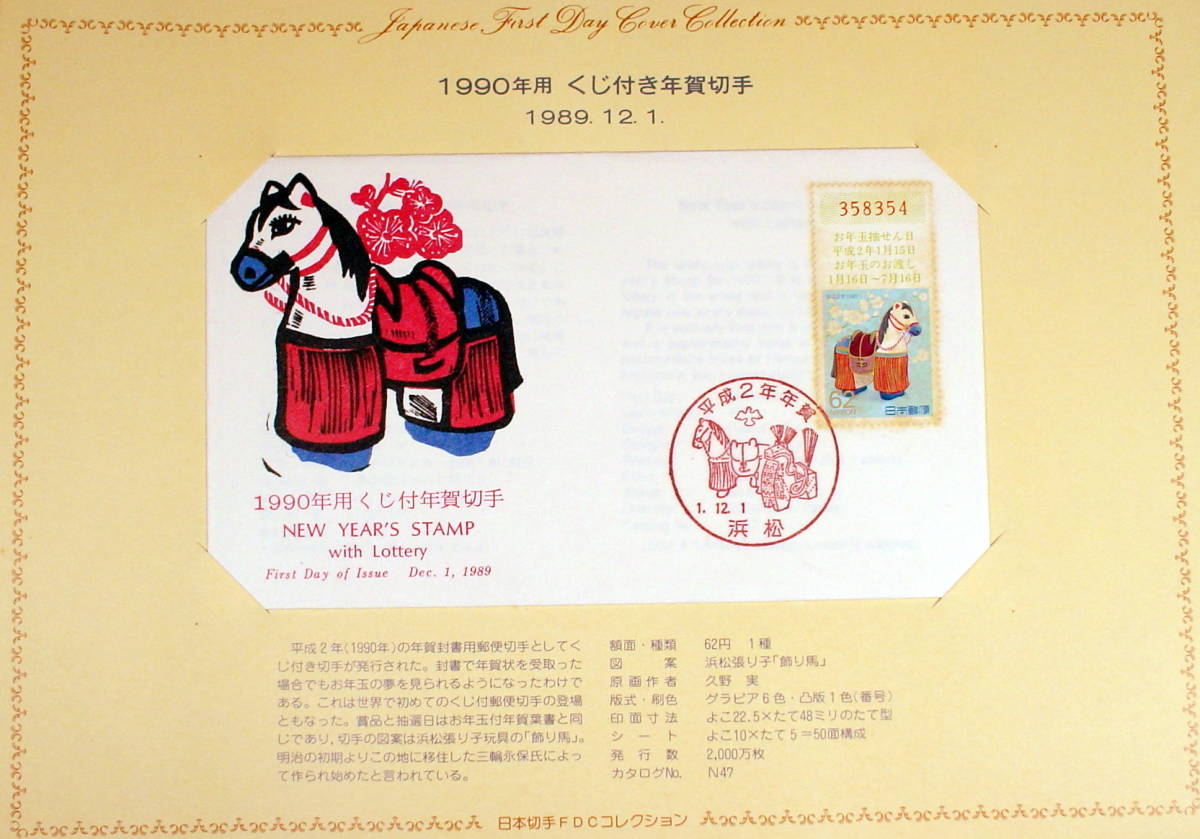 Japanese First Day Cover Collection
1990年用 くじ付き年賀切手
1989. 12. 1.
358354
お年玉抽せん日
平成2年1月15日
お年玉のお渡し
1月16日~7月16日
62
NIPPON
日本郵便
平成2年年賀
1. 12. 1
浜松
1990年用くじ付年賀切手
NEW YEAR'S STAMP
with Lottery
First Day of Issue Dec. 1, 1989
平成2年(1990年)の年賀封書用郵便切手としてく
じ付き切手が発行された。封書で年賀状を受取った
場合でもお年玉の夢を見られるようになったわけで
ある。これは世界で初めてのくじ付郵便切手の登場
ともなった。賞品と抽選日はお年玉付年賀葉書と同
じであり,切手の図案は浜松張り子玩具の「飾り馬」。
明治の初期よりこの地に移住した三輪永保氏によっ
て作られ始めたと言われている。
額面・種類 62円 1種
図案 浜松張り子「飾り馬」
原画作者 久野 実
版式・刷色 グラビア6色・凸版1色(番号)
印面寸法 よこ22.5×たて48ミリのたて型
シート よこ10×たて5=50面構成
発行数 2,000万枚
カタログNo. N47
日本切手FDCコレクション